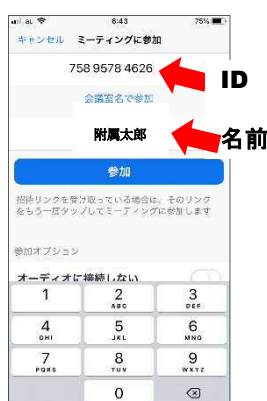 au 6:43 75%
キャンセル ミーティングに参加
758 9578 4626
ID
会議室名で参加
附属太郎
名前
参加
招待リンクを受け取っている場合は、そのリンク
をもう一度タップしてミーティングに参加します
参加オプション
オーディオに接続しない
1 2 3
ABC DEF
4 5 6
GHI JKL MNO
7 8 9
PQRS TUV WXYZ
0